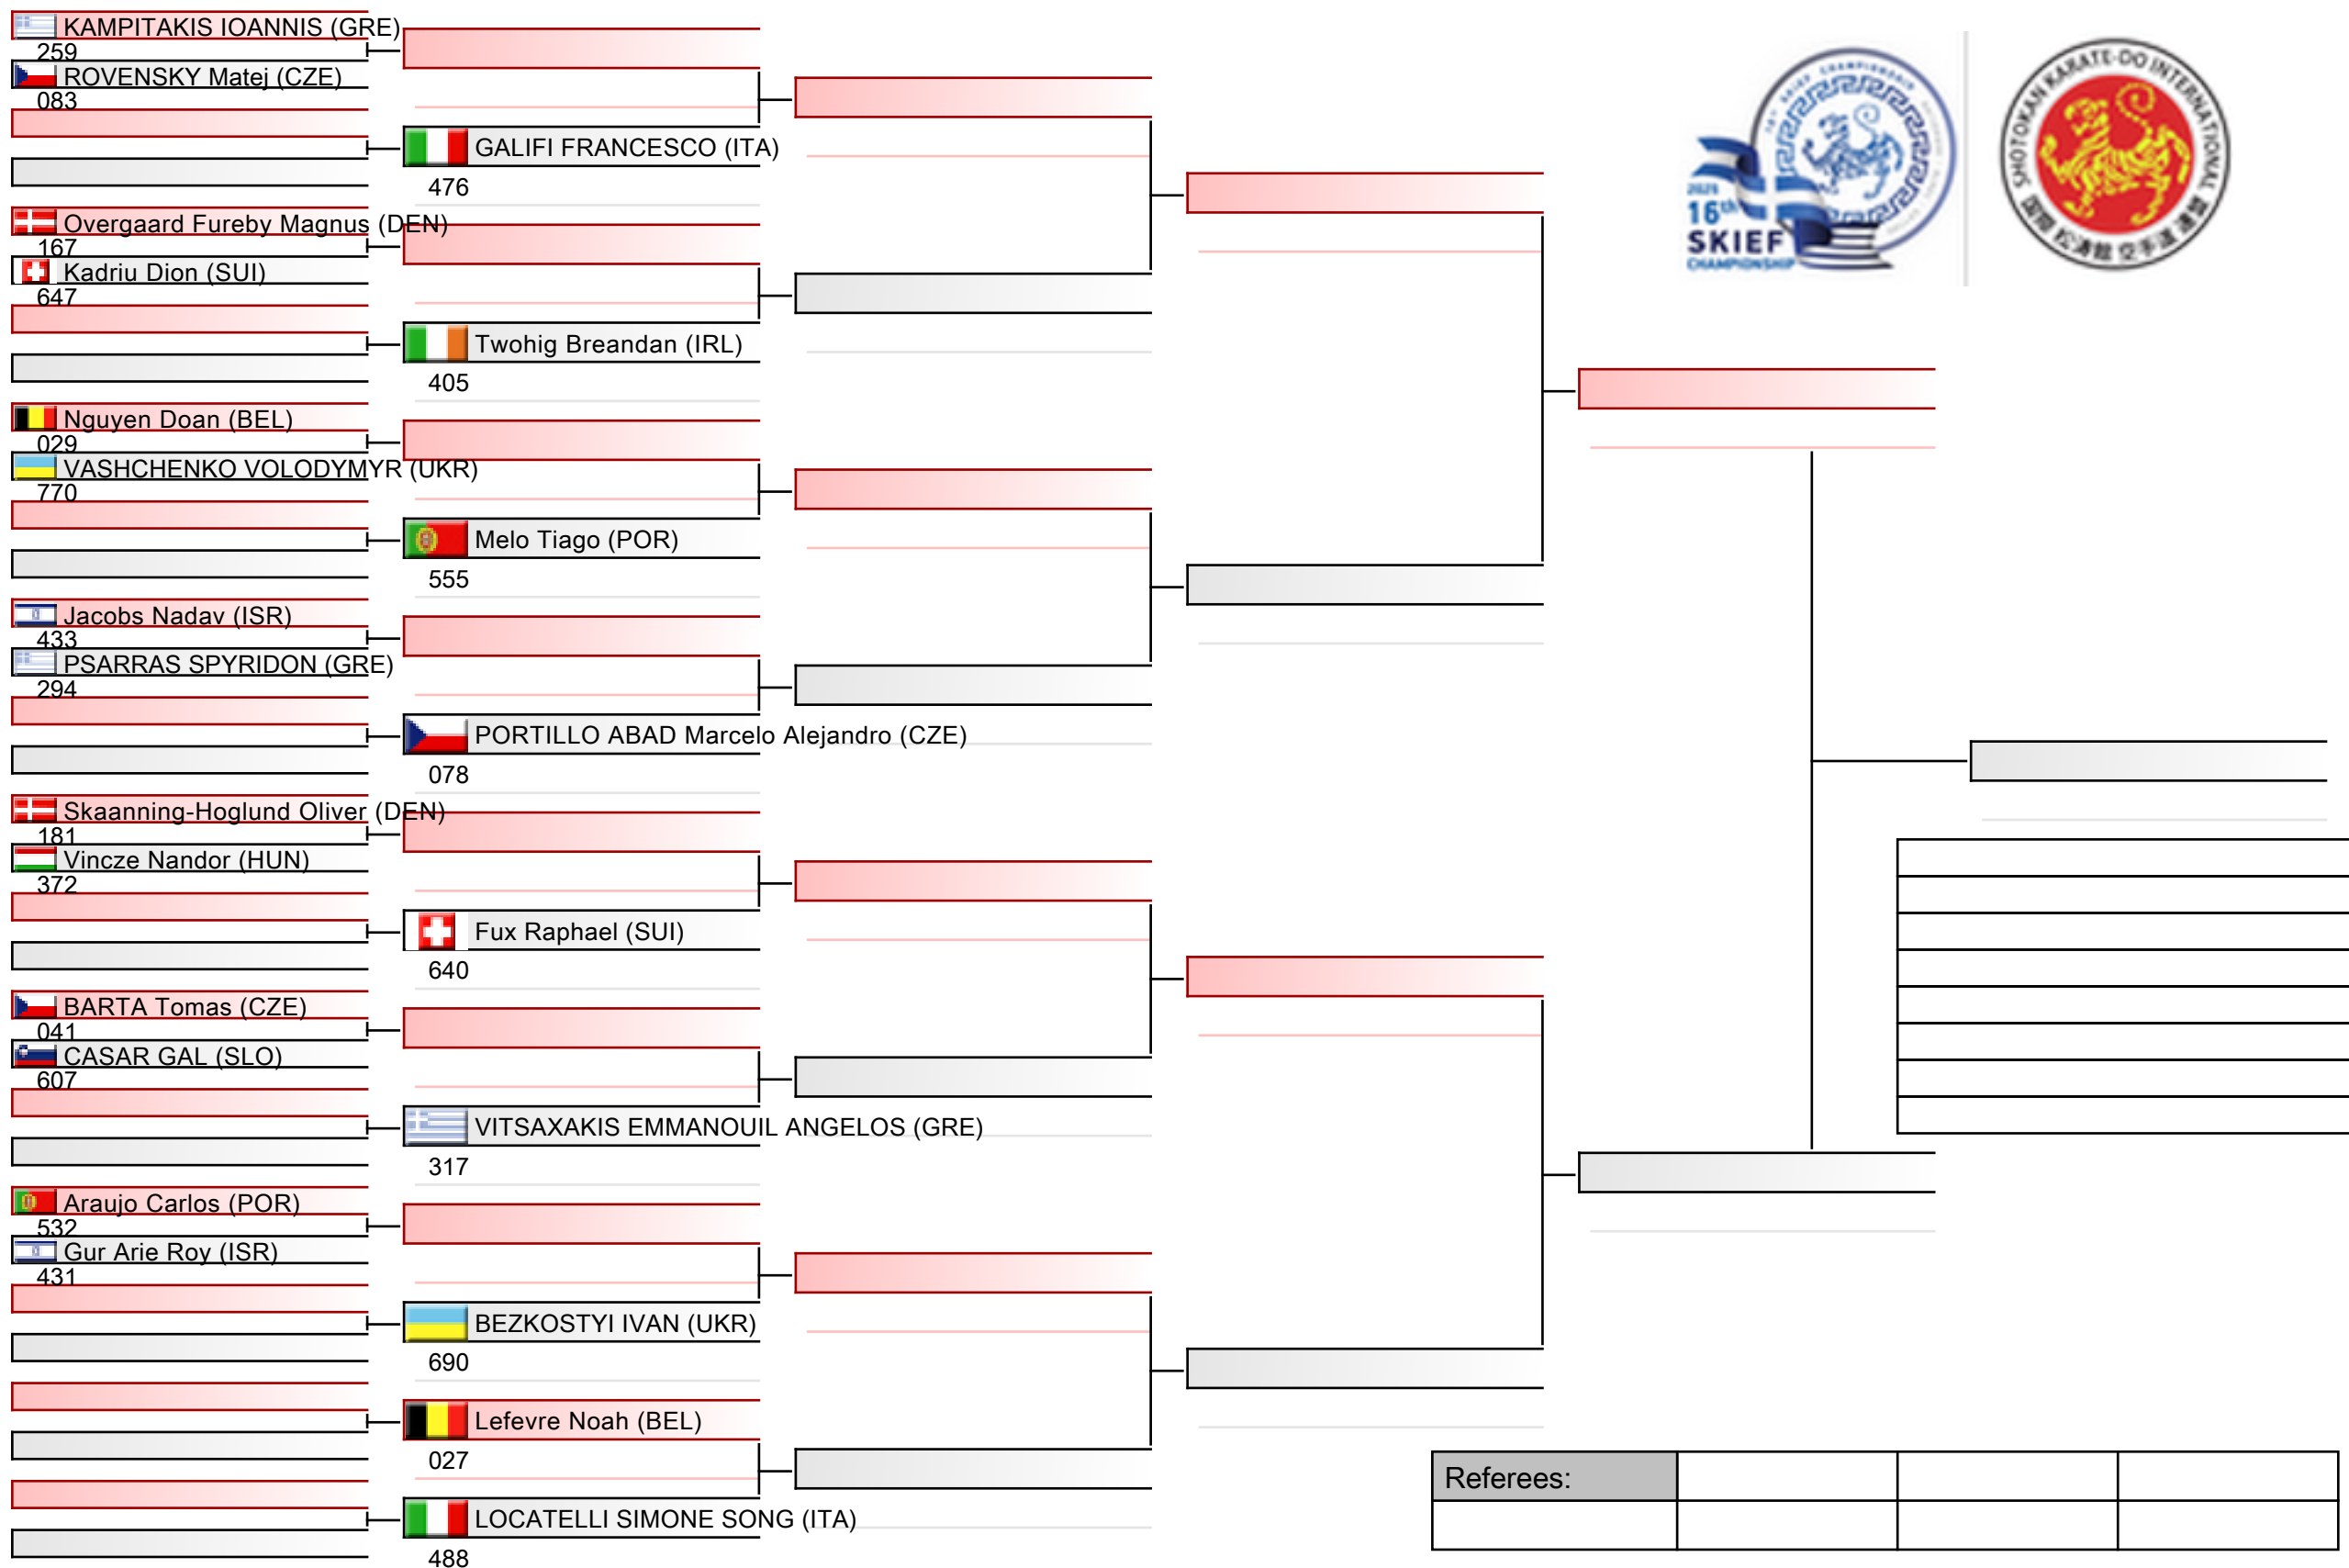 KAMPITAKIS IOANNIS (GRE)
259
ROVENSKY Matej (CZE)
083
GALIFI FRANCESCO (ITA)
476
Overgaard Fureby Magnus (DEN)
167
Kadriu Dion (SUI)
647
Twohig Breandan (IRL)
405
Nguyen Doan (BEL)
029
VASHCHENKO VOLODYMYR (UKR)
770
Melo Tiago (POR)
555
Jacobs Nadav (ISR)
433
PSARRAS SPYRIDON (GRE)
294
PORTILLO ABAD Marcelo Alejandro (CZE)
078
Skaanning-Hoglund Oliver (DEN)
181
Vincze Nandor (HUN)
372
Fux Raphael (SUI)
640
BARTA Tomas (CZE)
041
CASAR GAL (SLO)
607
VITSAXAKIS EMMANOUIL ANGELOS (GRE)
317
Araujo Carlos (POR)
532
Gur Arie Roy (ISR)
431
BEZKOSTYI IVAN (UKR)
690
Lefevre Noah (BEL)
027
LOCATELLI SIMONE SONG (ITA)
488
16th
SKIEF
CHAMPIONSHIP
SHOTOKAN KARATE-DO INTERNATIONAL
Referees: